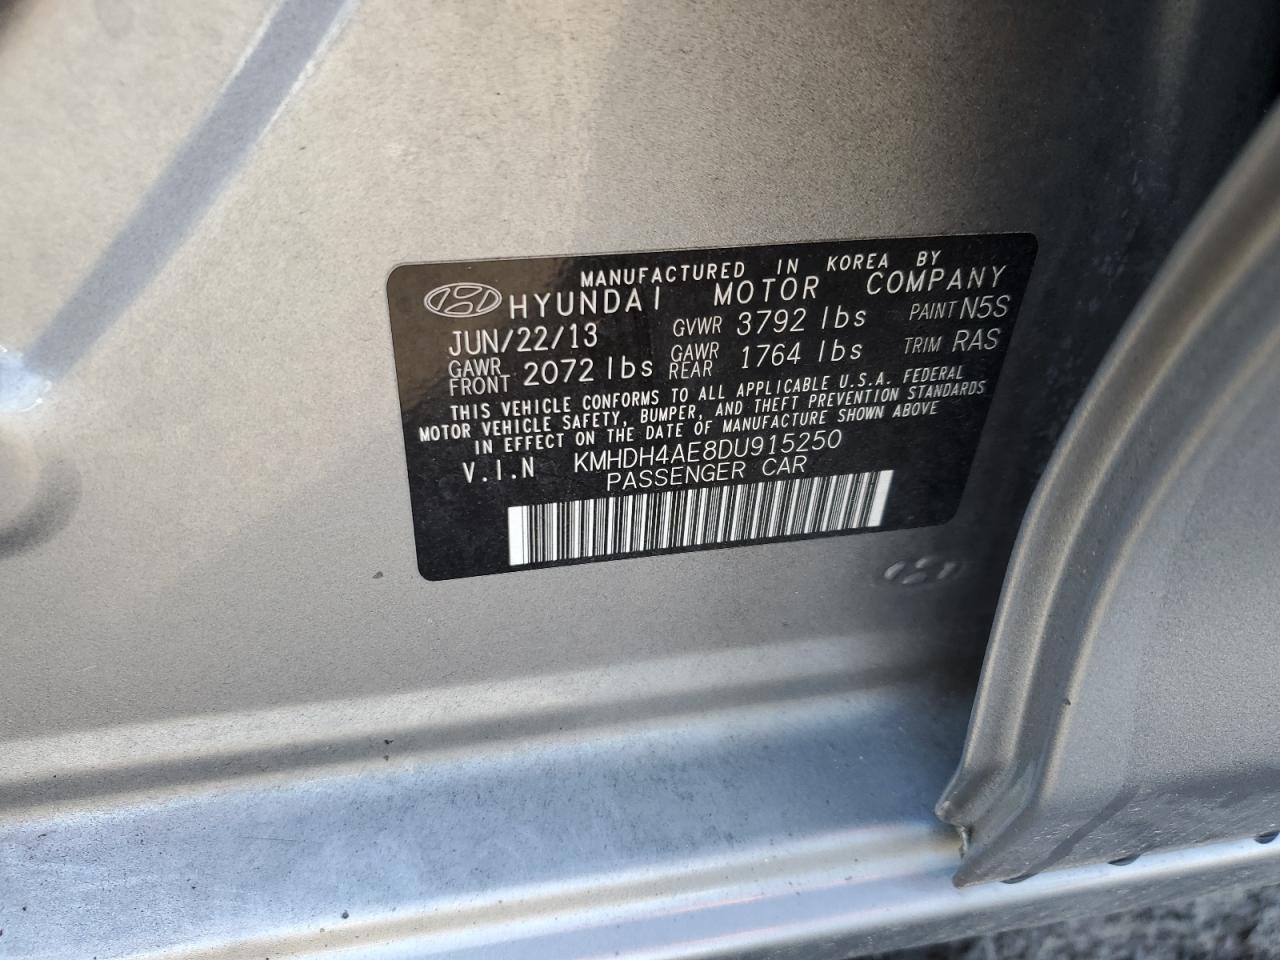 MANUFACTURED IN KOREA BY
HYUNDAI MOTOR COMPANY
JUN/22/13 GVWR 3792 lbs PAINT N5S
GAWR FRONT 2072 lbs GAWR REAR 1764 lbs TRIM RAS
THIS VEHICLE CONFORMS TO ALL APPLICABLE U.S.A. FEDERAL
MOTOR VEHICLE SAFETY, BUMPER, AND THEFT PREVENTION STANDARDS
IN EFFECT ON THE DATE OF MANUFACTURE SHOWN ABOVE
V.I.N KMHDH4AE8DU915250
PASSENGER CAR